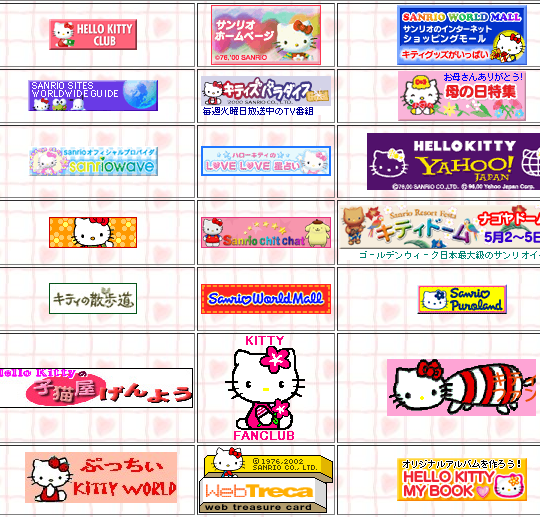 HELLO KITTY
CLUB
サンリオ
ホームページ
©76,'00 SANRIO
SANRIO WORLD MALL
サンリオのインターネット
ショッピングモール
キティグッズがいっぱい
SANRIO SITES
WORLDWIDE GUIDE
キティズ・パラダイス
2000 SANRIO CO.,LTD.
毎週火曜日放送中のTV番組
お母さんありがとう!
母の日特集
sanrioオフィシャルプロバイダ
sanriowave
ハローキティの
LOVE LOVE 星占い
HELLO KITTY
YAHOO!
JAPAN
©76,00 SANRIO CO.,LTD. © 98,00 Yahoo Japan Corp.
Sanrio chit chat
Sanrio Resort Festa
キティドーム
ナゴヤドーム
5月2〜5日
ゴールデンウィーク日本最大級のサンリオイ
キティの散歩道
Sanrio World Mall
Sanrio
Puroland
Hello Kittyの
子猫屋
げんよう
KITTY
FANCLUB
ぷっちぃ
KITTY WORLD
©1976,2002
SANRIO CO., LTD.
WebTreca
web treasure card
オリジナルアルバムを作ろう!
HELLO KITTY
MY BOOK